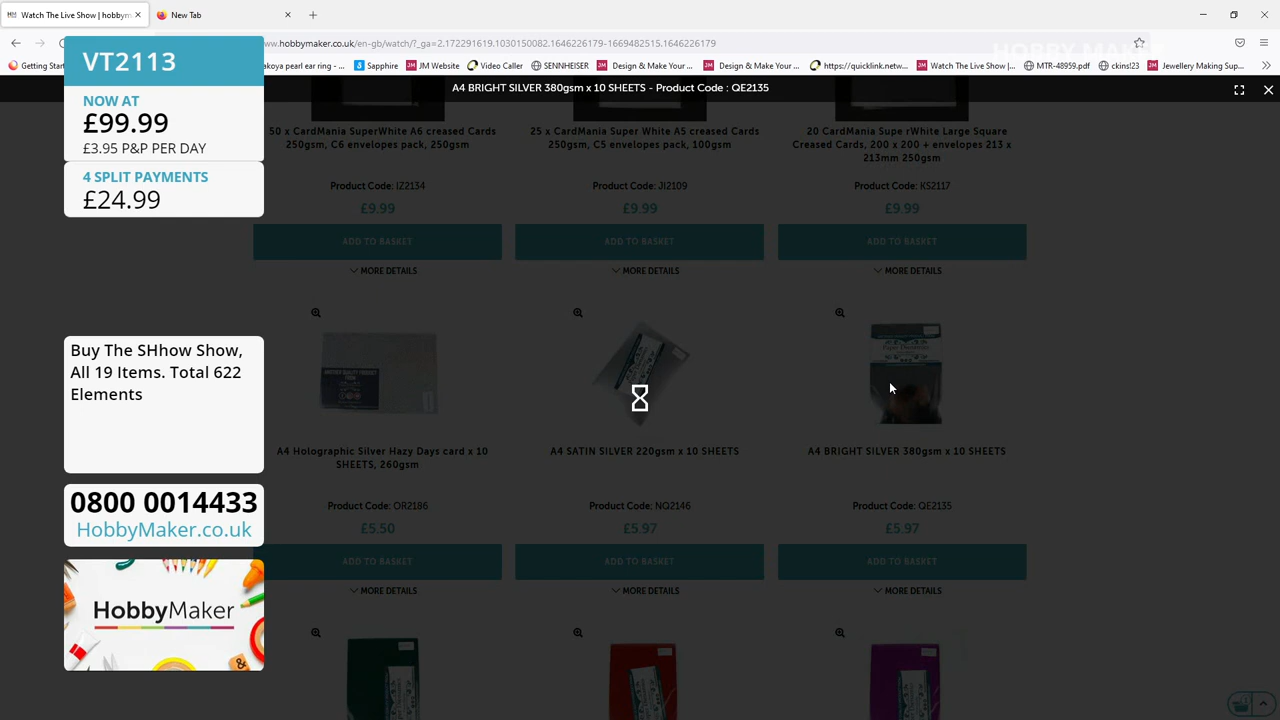 Watch The Live Show | hobbym
New Tab
ww.hobbymaker.co.uk/en-gb/watch/?_ga=2.172291619.1030150082.1646226179-1669482515.1646226179
HOBBY MAKER
Getting Start
akoya pearl ear ring - ...
Sapphire
JM Website
Video Caller
SENNHEISER
Design & Make Your ...
Design & Make Your ...
https://quicklink.netw...
Watch The Live Show |...
MTR-48959.pdf
ckins!23
Jewellery Making Sup...
A4 BRIGHT SILVER 380gsm x 10 SHEETS - Product Code : QE2135
VT2113
NOW AT
£99.99
£3.95 P&P PER DAY
4 SPLIT PAYMENTS
£24.99
Buy The SHhow Show,
All 19 Items. Total 622
Elements
0800 0014433
HobbyMaker.co.uk
HobbyMaker
50 x CardMania SuperWhite A6 creased Cards
250gsm, C6 envelopes pack, 250gsm
Product Code: IZ2134
£9.99
ADD TO BASKET
MORE DETAILS
25 x CardMania Super White A5 creased Cards
250gsm, C5 envelopes pack, 100gsm
Product Code: JI2109
£9.99
ADD TO BASKET
MORE DETAILS
20 CardMania Supe rWhite Large Square
Creased Cards, 200 x 200 + envelopes 213 x
213mm 250gsm
Product Code: KS2117
£9.99
ADD TO BASKET
MORE DETAILS
A4 Holographic Silver Hazy Days card x 10
SHEETS, 260gsm
Product Code: OR2186
£5.50
ADD TO BASKET
MORE DETAILS
A4 SATIN SILVER 220gsm x 10 SHEETS
Product Code: NQ2146
£5.97
ADD TO BASKET
MORE DETAILS
A4 BRIGHT SILVER 380gsm x 10 SHEETS
Product Code: QE2135
£5.97
ADD TO BASKET
MORE DETAILS